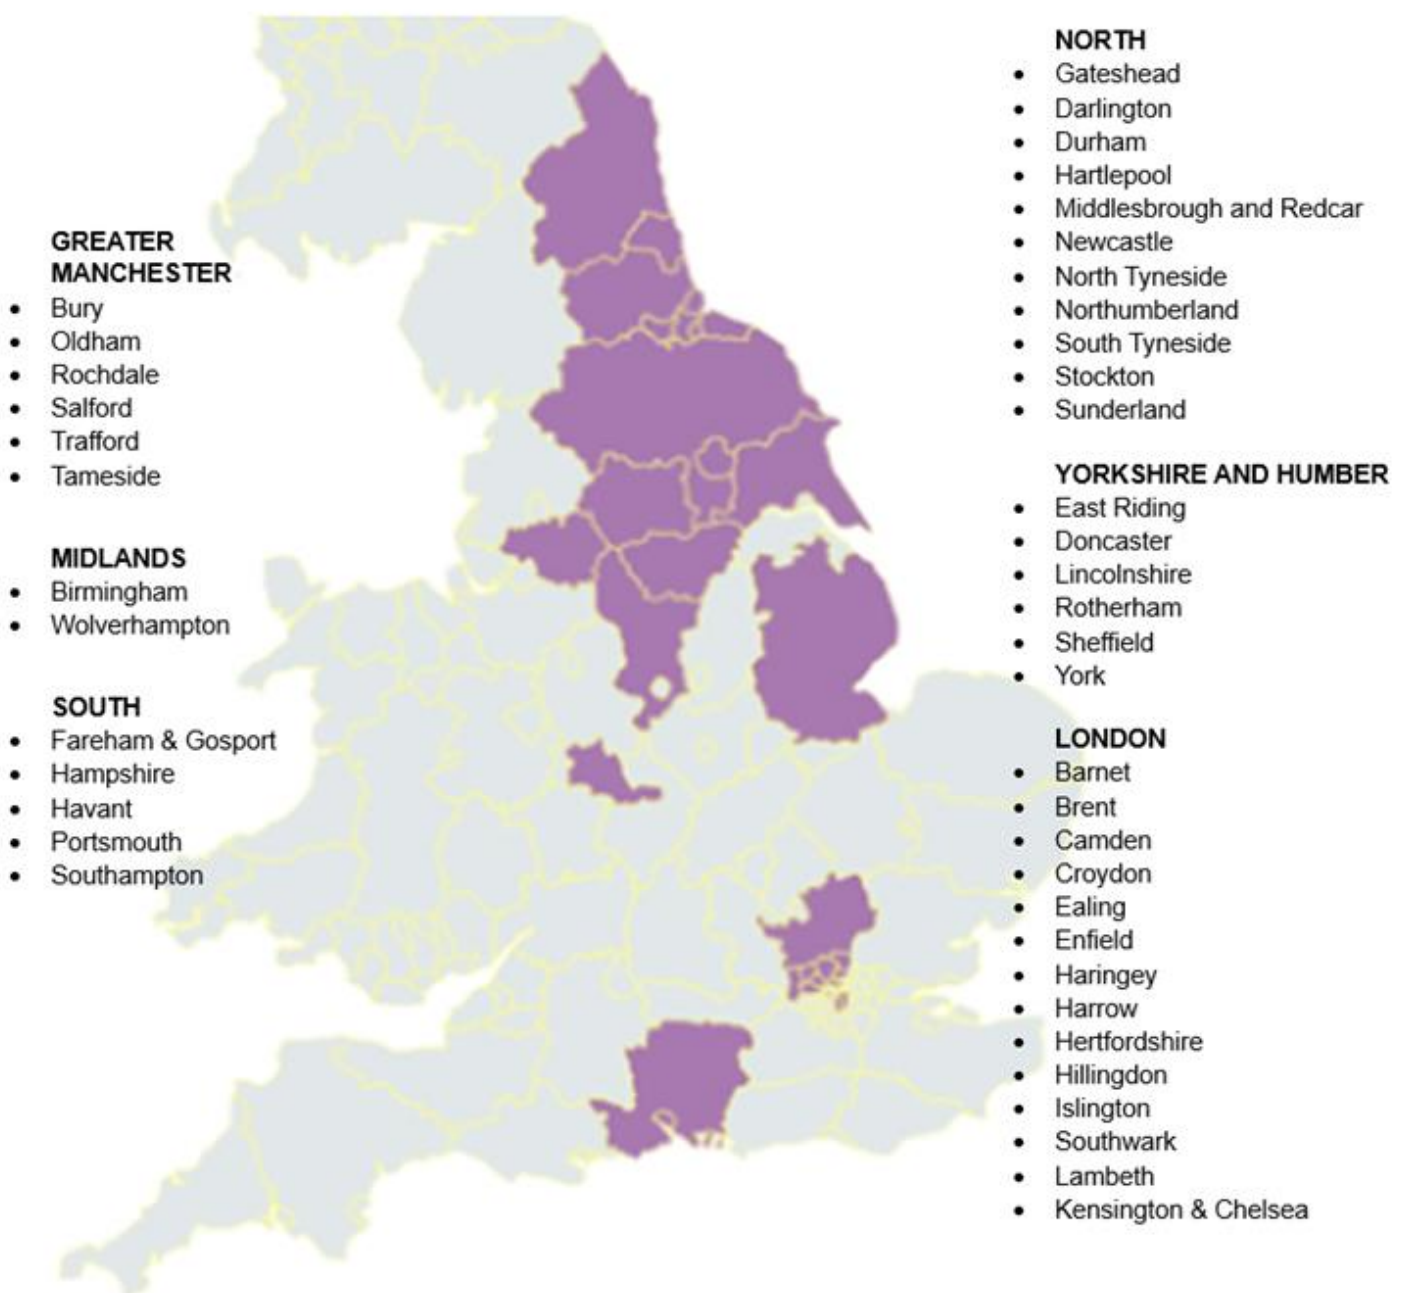 GREATER
MANCHESTER
• Bury
• Oldham
• Rochdale
• Salford
• Trafford
• Tameside
MIDLANDS
• Birmingham
• Wolverhampton
SOUTH
• Fareham & Gosport
• Hampshire
• Havant
• Portsmouth
• Southampton
NORTH
• Gateshead
• Darlington
• Durham
• Hartlepool
• Middlesbrough and Redcar
• Newcastle
• North Tyneside
• Northumberland
• South Tyneside
• Stockton
• Sunderland
YORKSHIRE AND HUMBER
• East Riding
• Doncaster
• Lincolnshire
• Rotherham
• Sheffield
• York
LONDON
• Barnet
• Brent
• Camden
• Croydon
• Ealing
• Enfield
• Haringey
• Harrow
• Hertfordshire
• Hillingdon
• Islington
• Southwark
• Lambeth
• Kensington & Chelsea